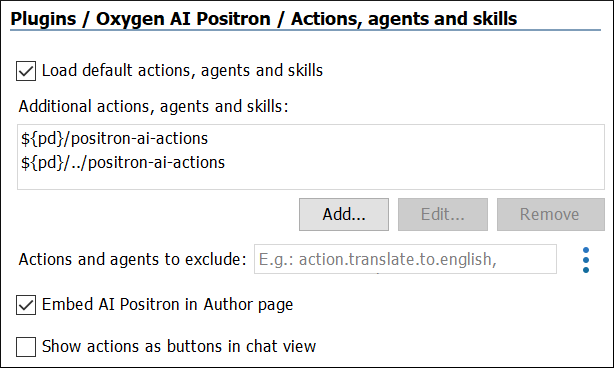 Plugins / Oxygen AI Positron / Actions, agents and skills
Load default actions, agents and skills
Additional actions, agents and skills:
${pd}/positron-ai-actions
${pd}/../positron-ai-actions
Add... Edit... Remove
Actions and agents to exclude: E.g.: action.translate.to.english,
Embed AI Positron in Author page
Show actions as buttons in chat view